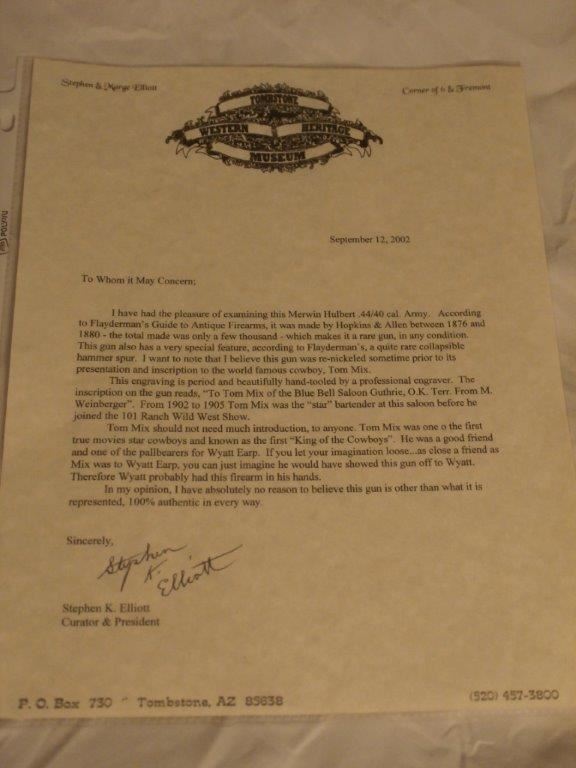 Stephen & Marge Elliott
Corner of 6 & Fremont
TOMBSTONE
WESTERN HERITAGE
MUSEUM
September 12, 2002
To Whom it May Concern;
I have had the pleasure of examining this Merwin Hulbert .44/40 cal. Army. According
to Flayderman's Guide to Antique Firearms, it was made by Hopkins & Allen between 1876 and
1880 - the total made was only a few thousand - which makes it a rare gun, in any condition.
This gun also has a very special feature, according to Flayderman's, a quite rare collapsible
hammer spur. I want to note that I believe this gun was re-nickeled sometime prior to its
presentation and inscription to the world famous cowboy, Tom Mix.
This engraving is period and beautifully hand-tooled by a professional engraver. The
inscription on the gun reads, "To Tom Mix of the Blue Bell Saloon Guthrie, O.K. Terr. From M.
Weinberger". From 1902 to 1905 Tom Mix was the "star" bartender at this saloon before he
joined the 101 Ranch Wild West Show.
Tom Mix should not need much introduction, to anyone. Tom Mix was one o the first
true movies star cowboys and known as the first "King of the Cowboys". He was a good friend
and one of the pallbearers for Wyatt Earp. If you let your imagination loose...as close a friend as
Mix was to Wyatt Earp, you can just imagine he would have showed this gun off to Wyatt.
Therefore Wyatt probably had this firearm in his hands.
In my opinion, I have absolutely no reason to believe this gun is other than what it is
represented, 100% authentic in every way.
Sincerely,
Stephen
K.
Elliott
Stephen K. Elliott
Curator & President
P. O. Box 730 Tombstone, AZ 85638
(520) 457-3800